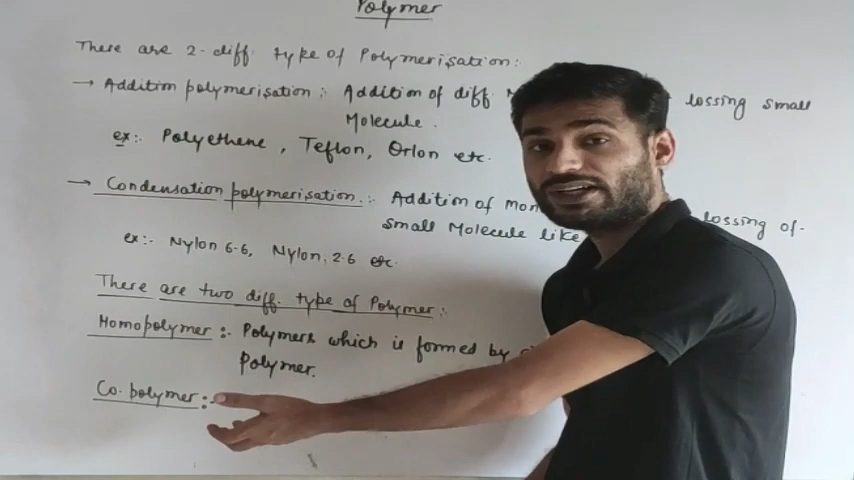 Polymer
There are 2. diff. type of Polymerisation:
→ Addition polymerisation : Addition of diff lossing small
Molecule.
ex:. Polyethene, Teflon, Orlon etc.
→ Condensation polymerisation.:. Addition of Mon lossing of.
Small Molecule like
ex:- Nylon 6-6, Nylon. 2-6 etc.
There are two diff. type of Polymer:
Homopolymer :- Polymers which is formed by
Polymer.
Co. polymer:-